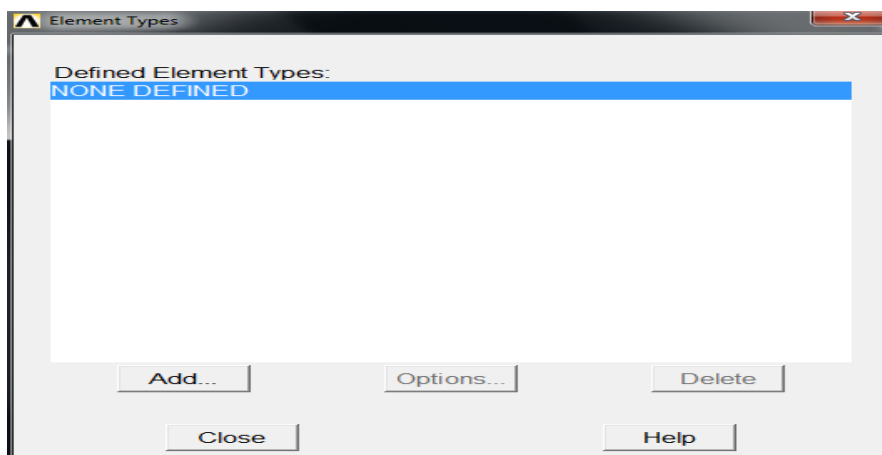 Element Types
Defined Element Types:
NONE DEFINED
Add... Options... Delete
Close Help